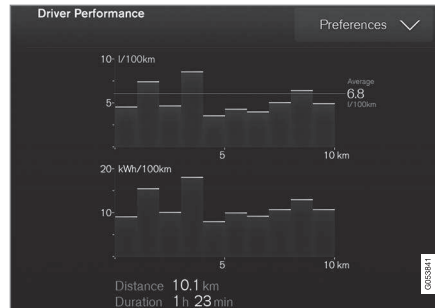 Driver Performance
Preferences
10- l/100km
Average
6.8
l/100km
5-
5
10 km
20- kWh/100km
10-
5
10 km
Distance 10.1 km
Duration 1 h 23 min
G053841